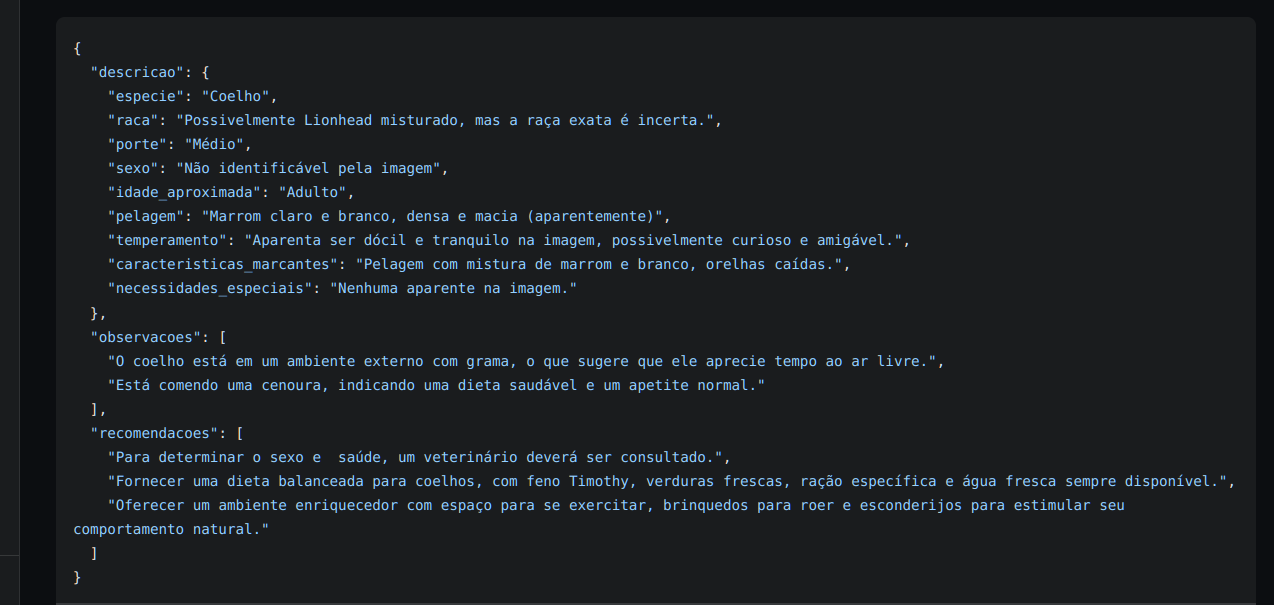 {
  "descricao": {
    "especie": "Coelho",
    "raca": "Possivelmente Lionhead misturado, mas a raça exata é incerta.",
    "porte": "Médio",
    "sexo": "Não identificável pela imagem",
    "idade_aproximada": "Adulto",
    "pelagem": "Marrom claro e branco, densa e macia (aparentemente)",
    "temperamento": "Aparenta ser dócil e tranquilo na imagem, possivelmente curioso e amigável.",
    "caracteristicas_marcantes": "Pelagem com mistura de marrom e branco, orelhas caídas.",
    "necessidades_especiais": "Nenhuma aparente na imagem."
  },
  "observacoes": [
    "O coelho está em um ambiente externo com grama, o que sugere que ele aprecie tempo ao ar livre.",
    "Está comendo uma cenoura, indicando uma dieta saudável e um apetite normal."
  ],
  "recomendacoes": [
    "Para determinar o sexo e  saúde, um veterinário deverá ser consultado.",
    "Fornecer uma dieta balanceada para coelhos, com feno Timothy, verduras frescas, ração específica e água fresca sempre disponível.",
    "Oferecer um ambiente enriquecedor com espaço para se exercitar, brinquedos para roer e esconderijos para estimular seu
comportamento natural."
  ]
}